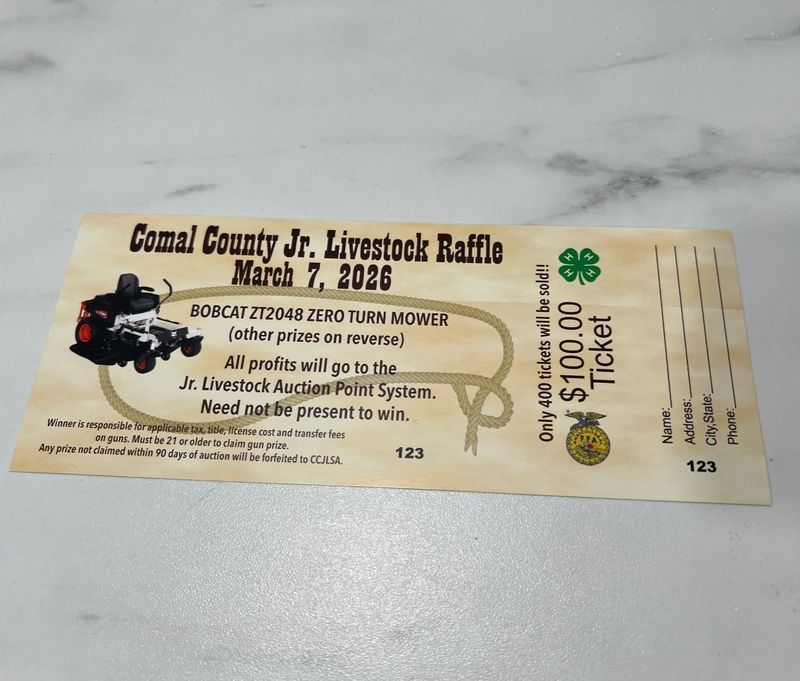 Comal County Jr. Livestock Raffle
March 7, 2026
BOBCAT ZT2048 ZERO TURN MOWER
(other prizes on reverse)
All profits will go to the
Jr. Livestock Auction Point System.
Need not be present to win.
Winner is responsible for applicable tax, title, license cost and transfer fees
on guns. Must be 21 or older to claim gun prize.
Any prize not claimed within 90 days of auction will be forfeited to CCJLSA.
123
Only 400 tickets will be sold!!
$100.00
Ticket
H H H H
FFA
Name:
Address:
City,State:
Phone:
123